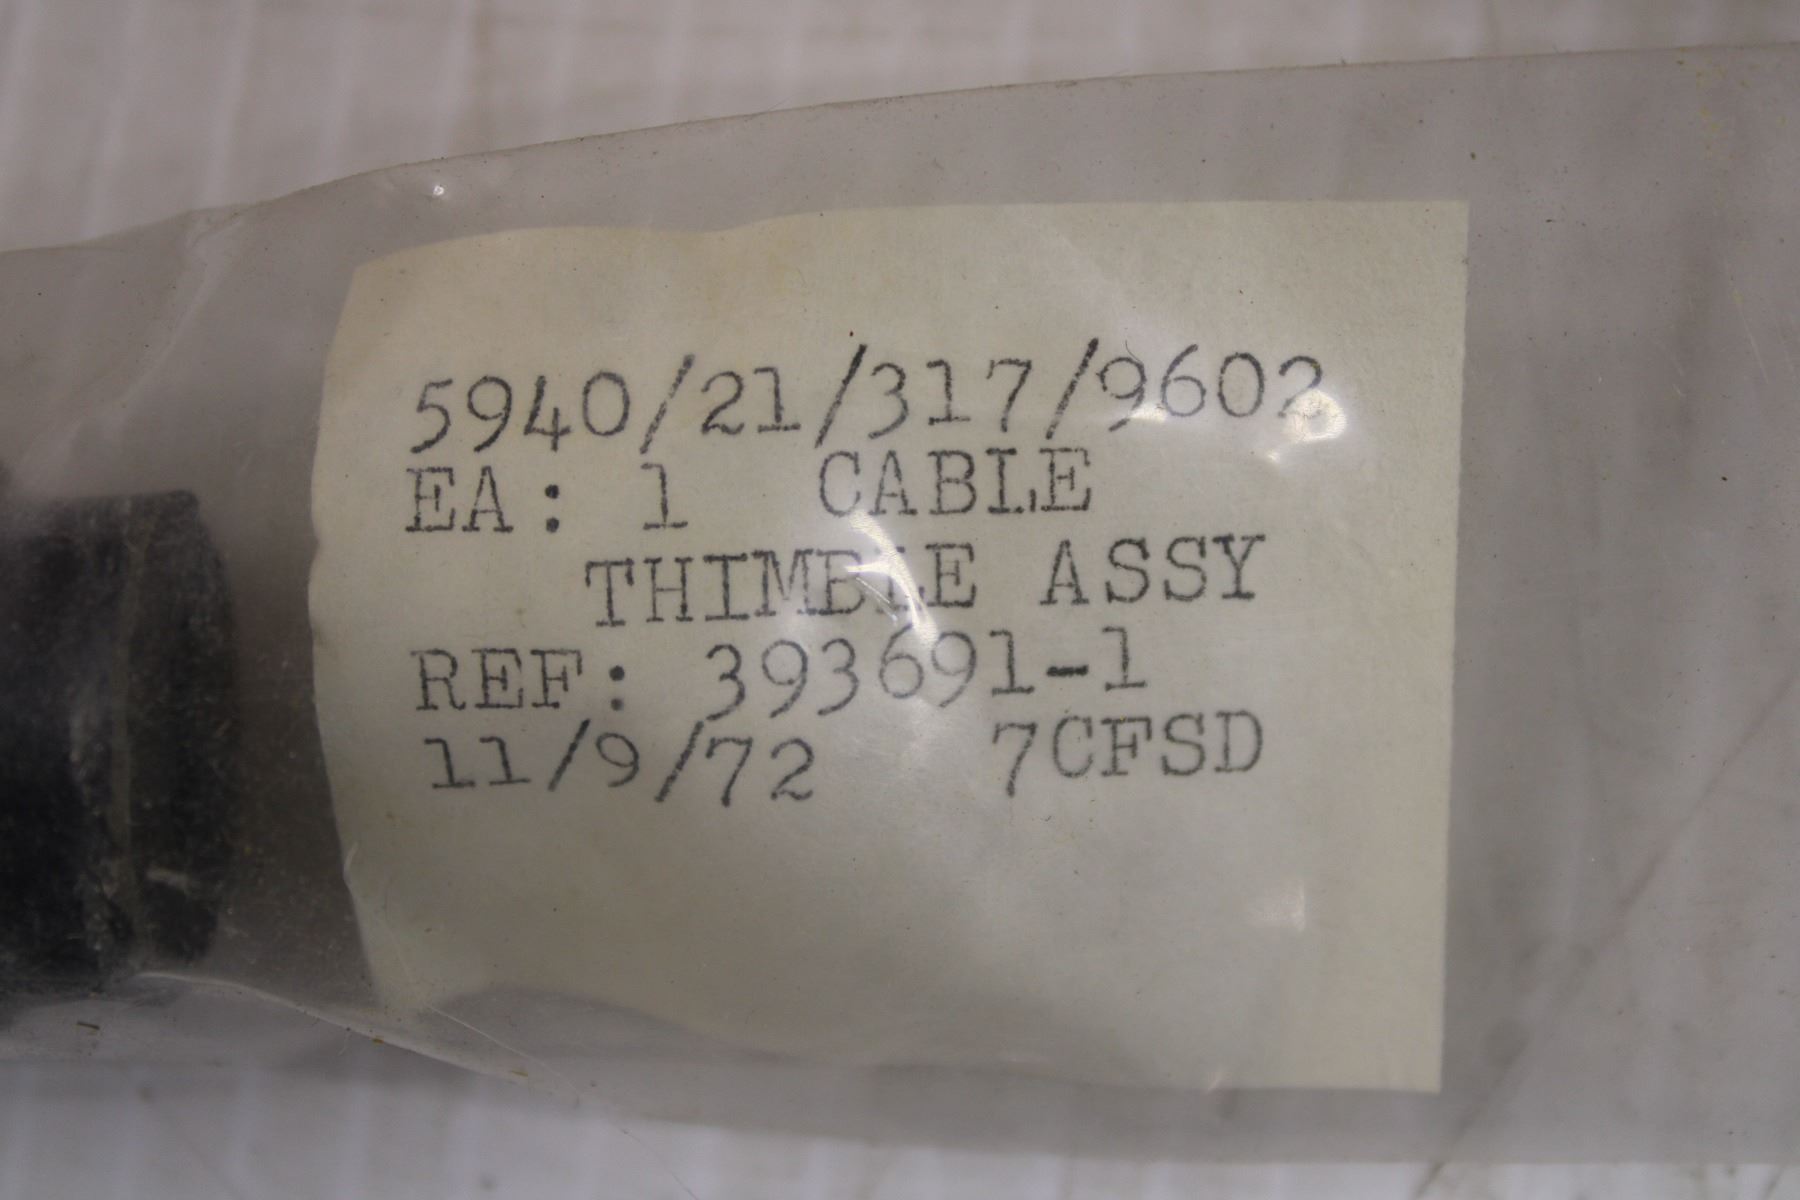 5940/21/317/9602
EA: 1 CABLE
THIMBLE ASSY
REF: 393691-1
11/9/72 7CFSD